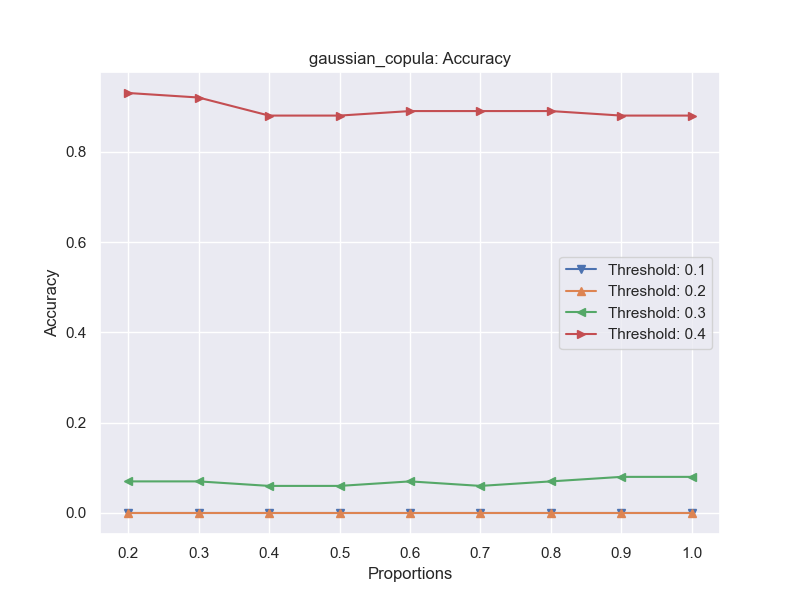 gaussian_copula: Accuracy
Accuracy
0.8
0.6
0.4
0.2
0.0
Threshold: 0.1
Threshold: 0.2
Threshold: 0.3
Threshold: 0.4
0.2 0.3 0.4 0.5 0.6 0.7 0.8 0.9 1.0
Proportions